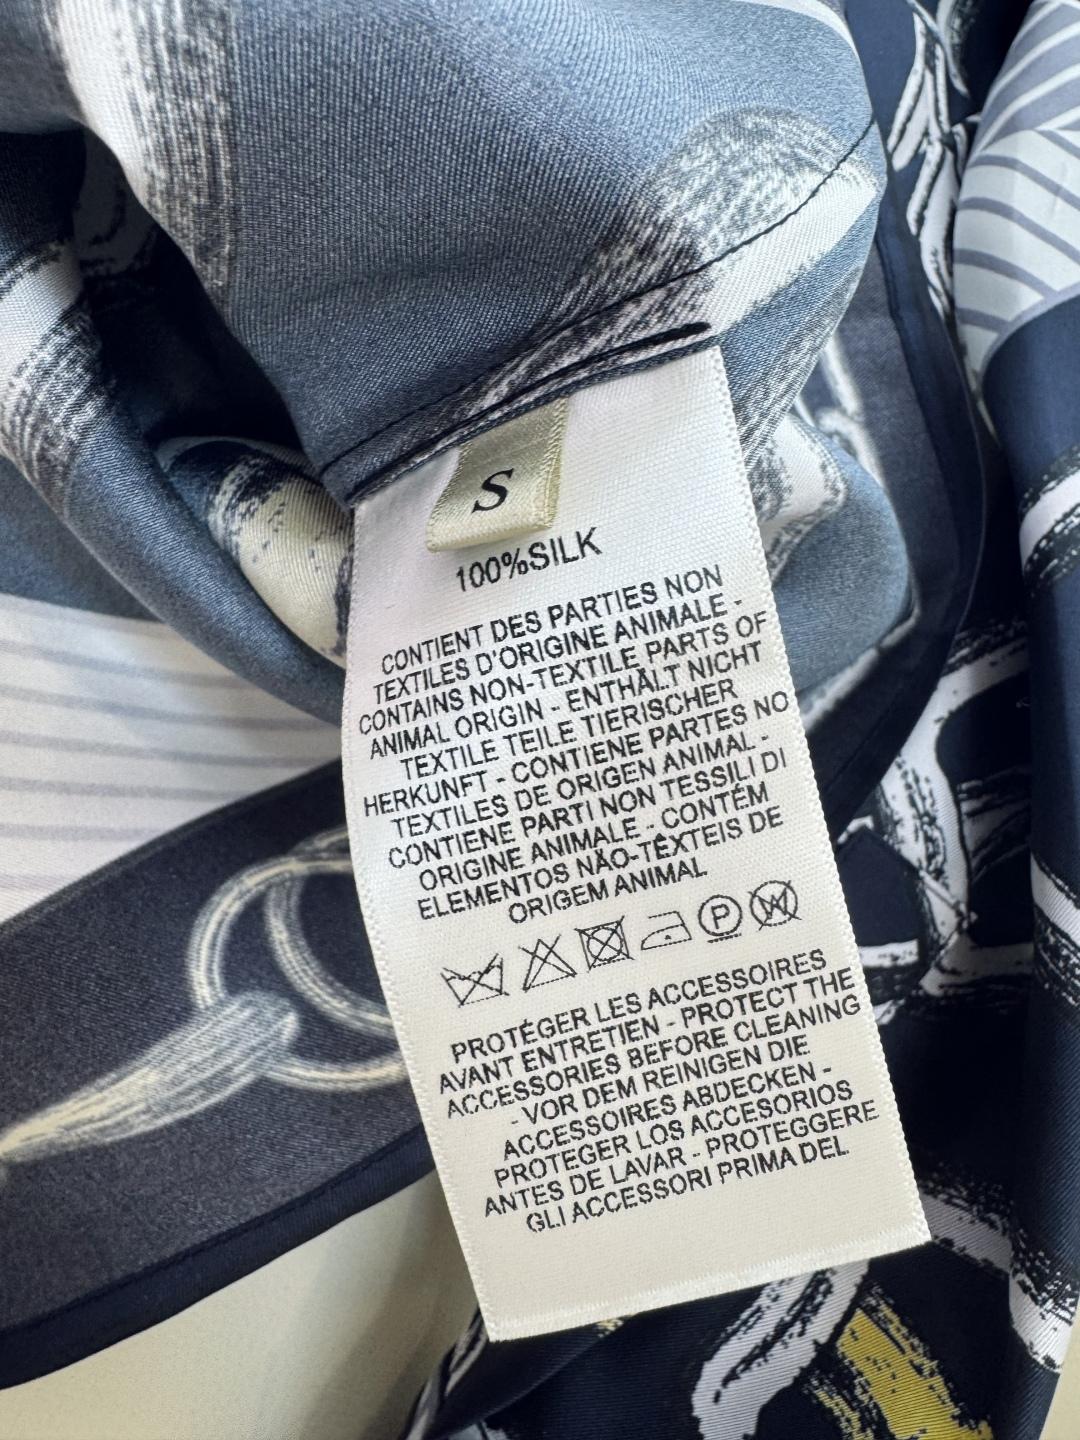 S
100%SILK
CONTIENT DES PARTIES NON
TEXTILES D'ORIGINE ANIMALE -
CONTAINS NON-TEXTILE PARTS OF
ANIMAL ORIGIN - ENTHÄLT NICHT
TEXTILE TEILE TIERISCHER
HERKUNFT - CONTIENE PARTES NO
TEXTILES DE ORIGEN ANIMAL -
CONTIENE PARTI NON TESSILI DI
ORIGINE ANIMALE - CONTÉM
ELEMENTOS NÃO-TÊXTEIS DE
ORIGEM ANIMAL
P W
PROTÉGER LES ACCESSOIRES
AVANT ENTRETIEN - PROTECT THE
ACCESSORIES BEFORE CLEANING
- VOR DEM REINIGEN DIE
ACCESSOIRES ABDECKEN -
PROTEGER LOS ACCESORIOS
ANTES DE LAVAR - PROTEGGERE
GLI ACCESSORI PRIMA DEL